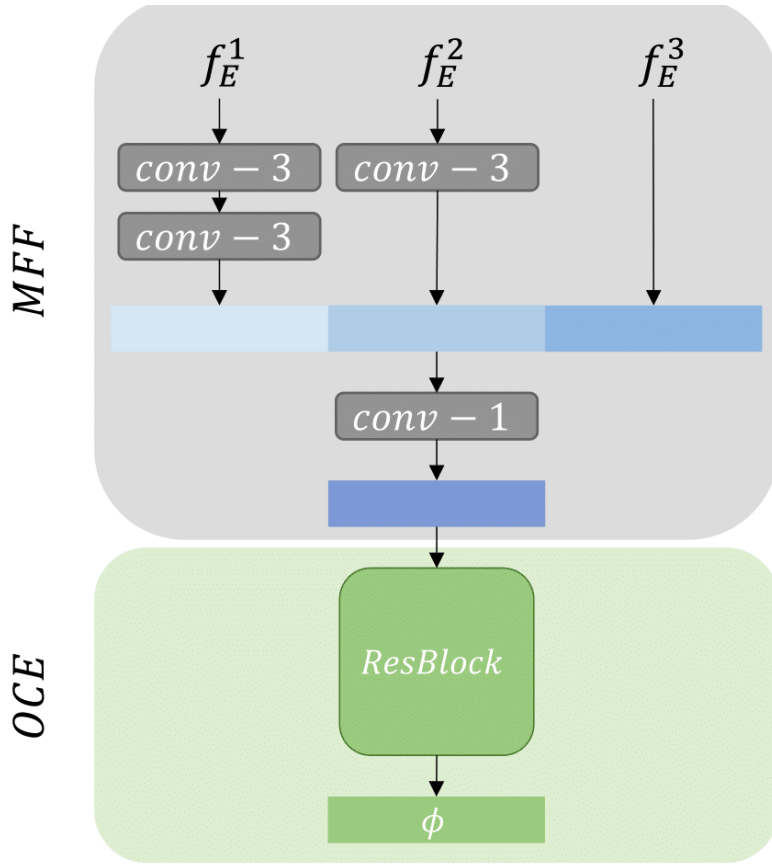 f_E^1 f_E^2 f_E^3
conv − 3 conv − 3
conv − 3
MFF
conv − 1
ResBlock
OCE
ϕ